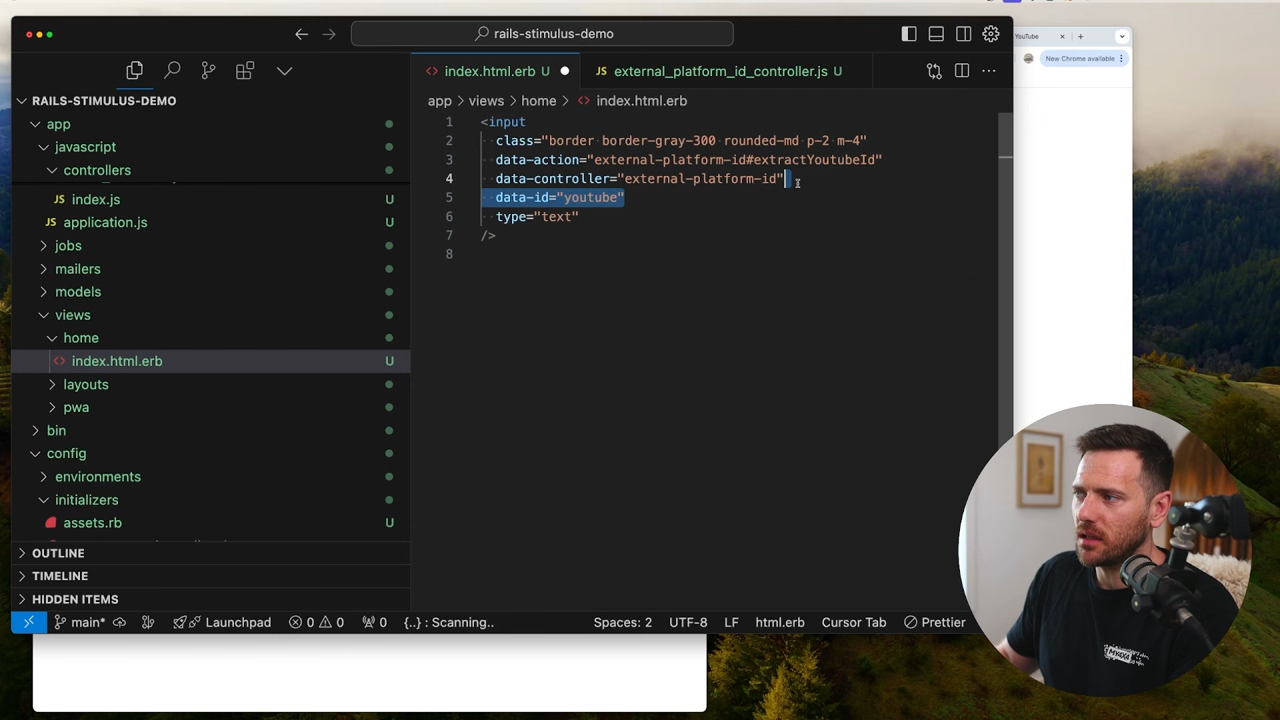 rails-stimulus-demo
YouTube
New Chrome available
RAILS-STIMULUS-DEMO
app
javascript
controllers
index.js U
application.js U
jobs
mailers
models
views
home
index.html.erb U
layouts
pwa
bin
config
environments
initializers
assets.rb U
OUTLINE
TIMELINE
HIDDEN ITEMS
index.html.erb U
JS external_platform_id_controller.js U
app > views > home > index.html.erb
1 <input
2 class="border border-gray-300 rounded-md p-2 m-4"
3 data-action="external-platform-id#extractYoutubeId"
4 data-controller="external-platform-id"
5 data-id="youtube"
6 type="text"
7 />
8
main* Launchpad 0 0 0 {..} : Scanning.. Spaces: 2 UTF-8 LF html.erb Cursor Tab Prettier